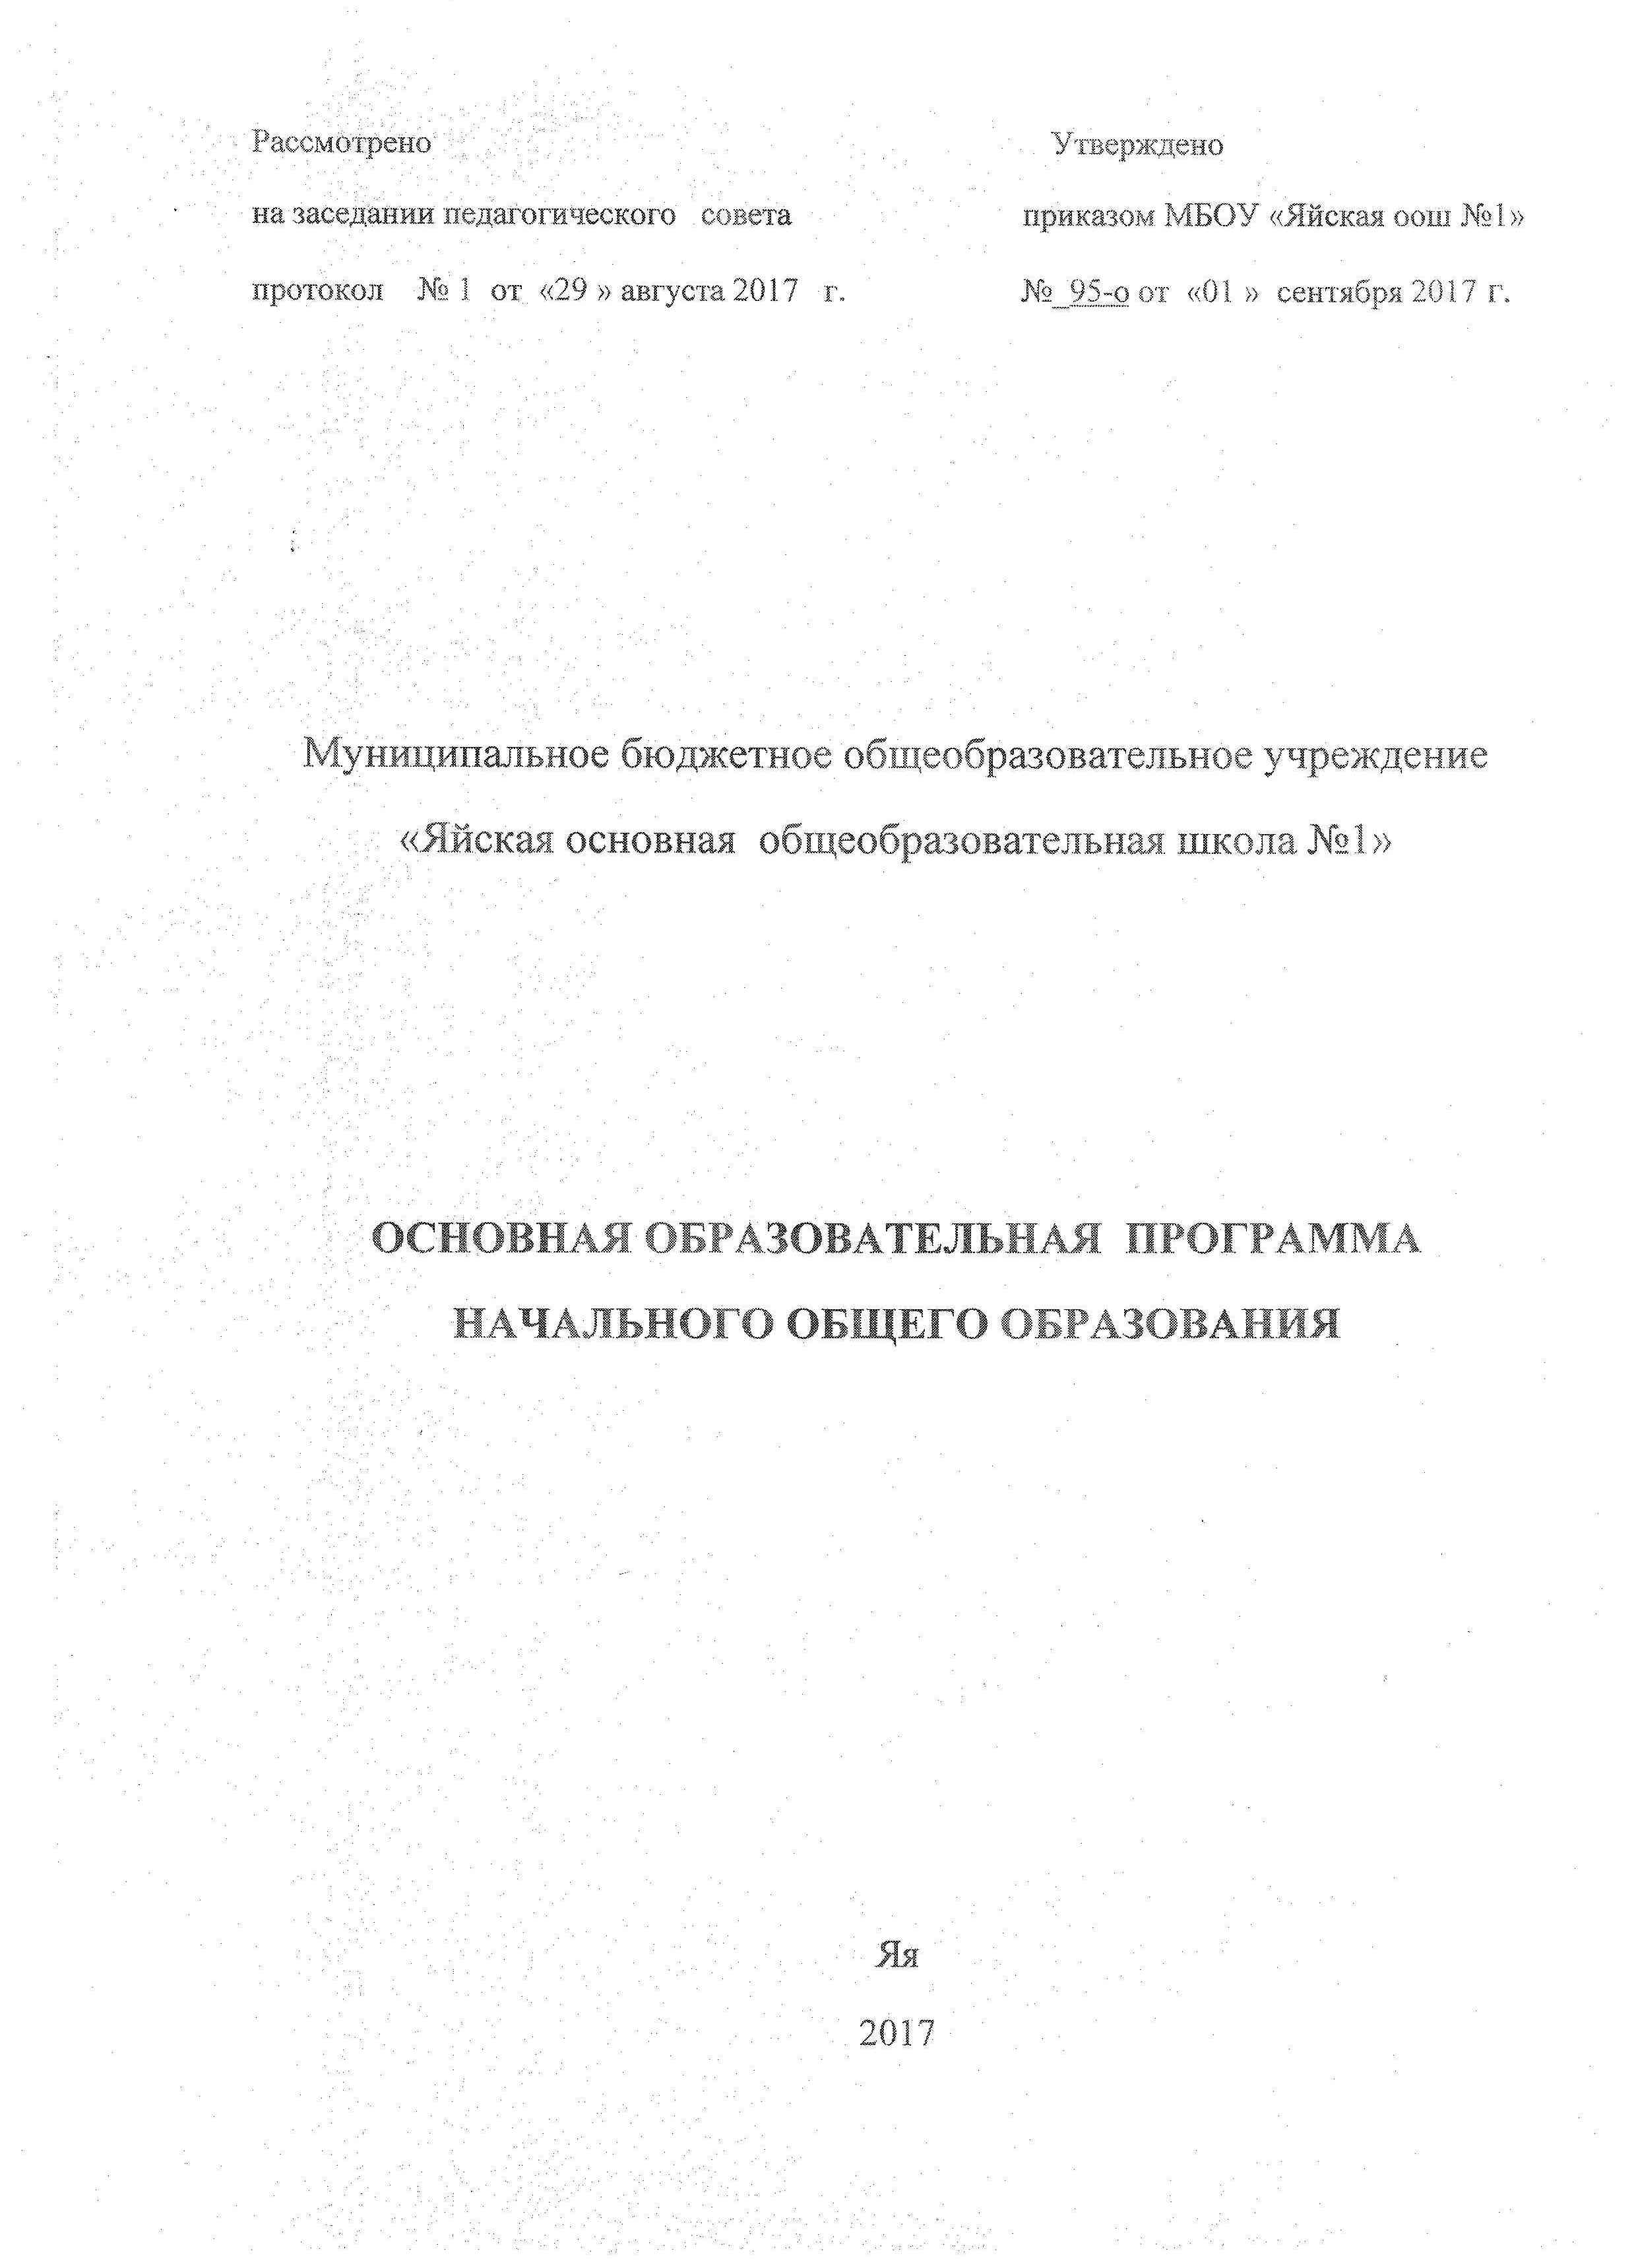 Рассмотрено
на заседании педагогического совета
протокол № 1 от «29 » августа 2017 г.
Утверждено
приказом МБОУ «Яйская оош №1»
№_95-о от «01 » сентября 2017 г.
Муниципальное бюджетное общеобразовательное учреждение
«Яйская основная общеобразовательная школа №1»
ОСНОВНАЯ ОБРАЗОВАТЕЛЬНАЯ ПРОГРАММА
НАЧАЛЬНОГО ОБЩЕГО ОБРАЗОВАНИЯ
Яя
2017